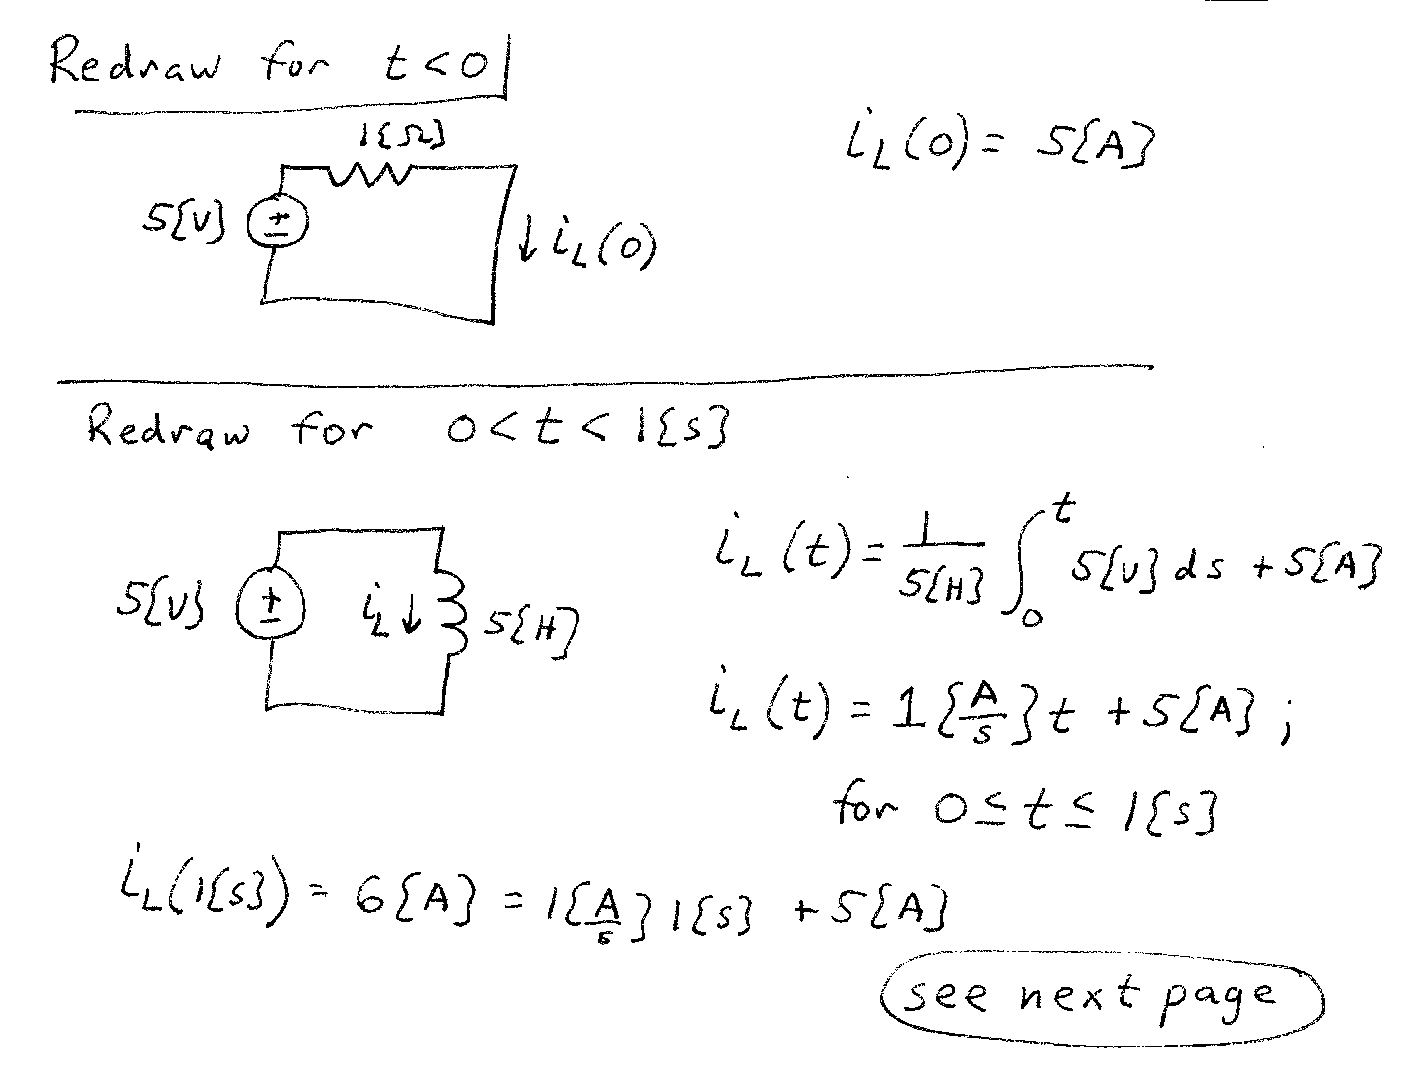 Redraw for t < 0
1{Ω}
i_L(0) = 5{A}
5{V} ± ↓ i_L(0)
Redraw for 0 < t < 1{s}
i_L(t) = 1/5{H} ∫_0^t 5{V} ds + 5{A}
5{V} ± i_L ↓ 5{H}
i_L(t) = 1{A/s}t + 5{A} ;
for 0 ≤ t ≤ 1{s}
i_L(1{s}) = 6{A} = 1{A/s} 1{s} + 5{A}
see next page